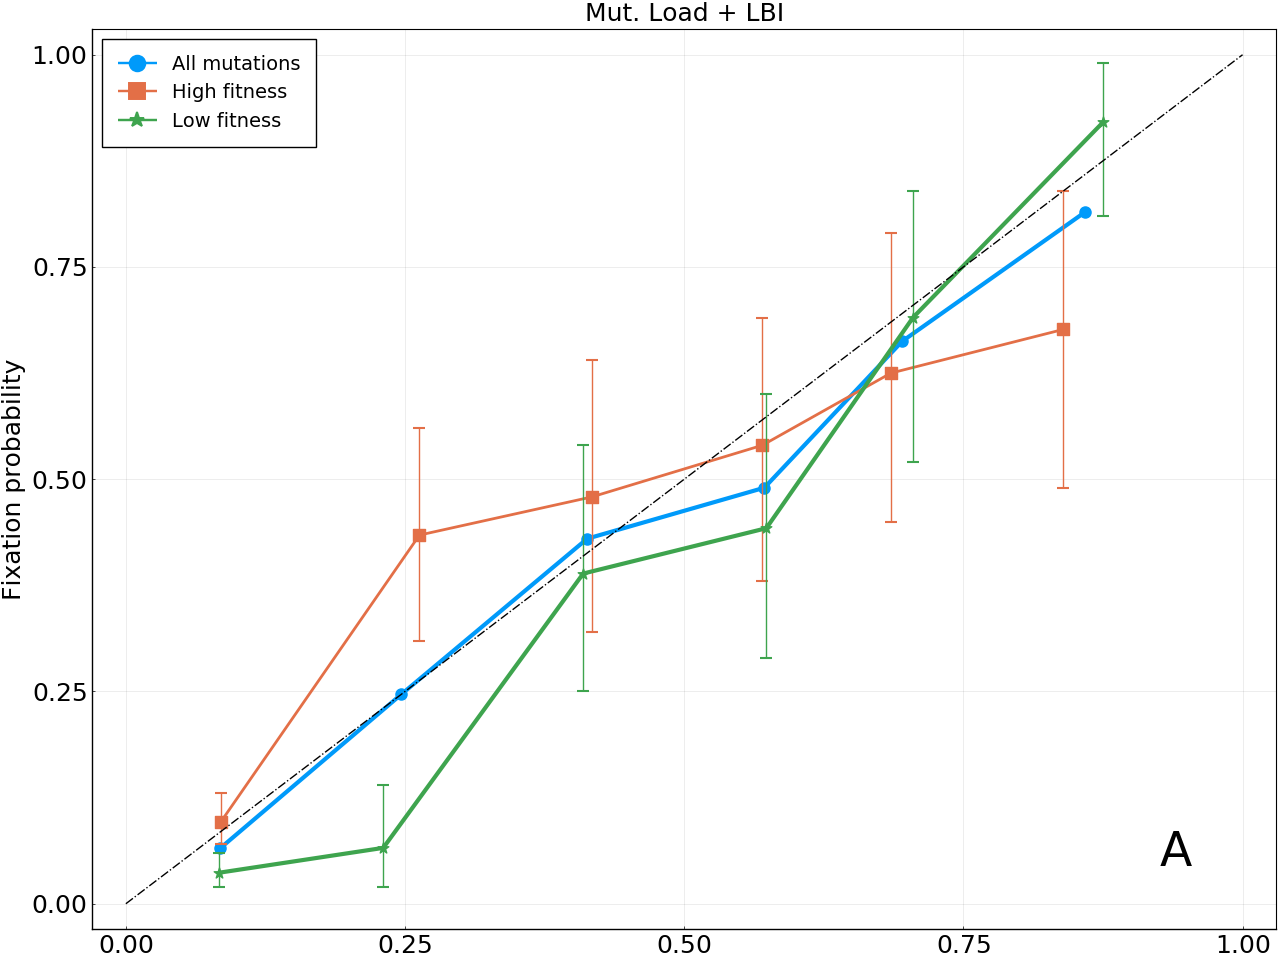 Mut. Load + LBI
All mutations
High fitness
Low fitness
Fixation probability
1.00
0.75
0.50
0.25
0.00
A
0.00 0.25 0.50 0.75 1.00